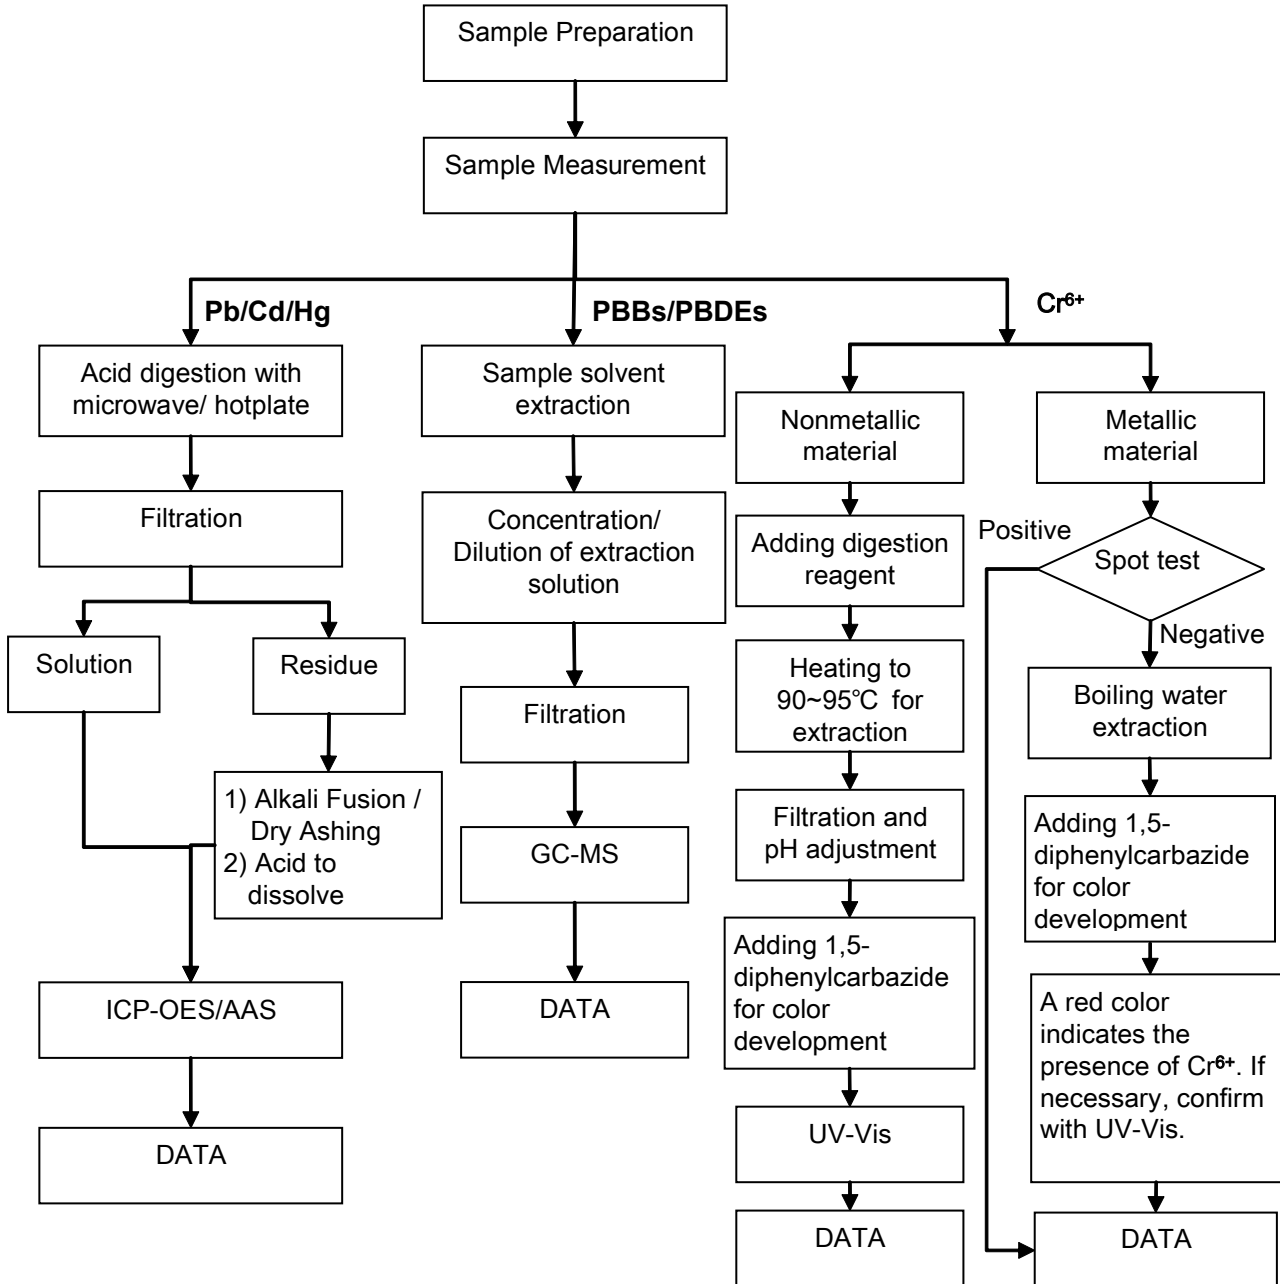 Sample Preparation
Sample Measurement
Pb/Cd/Hg
PBBs/PBDEs
Cr⁶⁺
Acid digestion with
microwave/ hotplate
Filtration
Solution
Residue
1) Alkali Fusion /
Dry Ashing
2) Acid to
dissolve
ICP-OES/AAS
DATA
Sample solvent
extraction
Concentration/
Dilution of extraction
solution
Filtration
GC-MS
DATA
Nonmetallic
material
Adding digestion
reagent
Heating to
90~95℃ for
extraction
Filtration and
pH adjustment
Adding 1,5-
diphenylcarbazide
for color
development
UV-Vis
DATA
Metallic
material
Positive
Spot test
Negative
Boiling water
extraction
Adding 1,5-
diphenylcarbazide
for color
development
A red color
indicates the
presence of Cr⁶⁺. If
necessary, confirm
with UV-Vis.
DATA